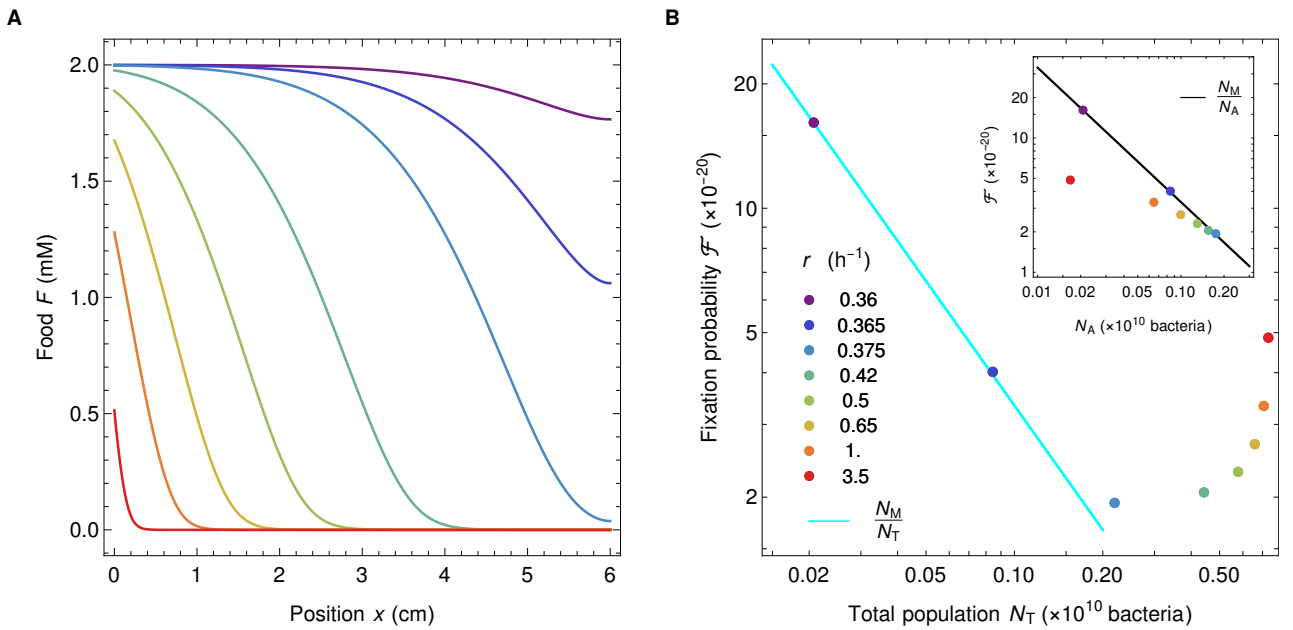 A
2.0
1.5
1.0
0.5
0.0
Food F (mM)
0 1 2 3 4 5 6
Position x (cm)
B
20
10
5
2
Fixation probability ℱ (×10⁻²⁰)
r (h⁻¹)
0.36
0.365
0.375
0.42
0.5
0.65
1.
3.5
N_M
N_T
0.02 0.05 0.10 0.20 0.50
Total population N_T (×10¹⁰ bacteria)
20
10
5
2
1
ℱ (×10⁻²⁰)
N_M
N_A
0.01 0.02 0.05 0.10 0.20
N_A (×10¹⁰ bacteria)